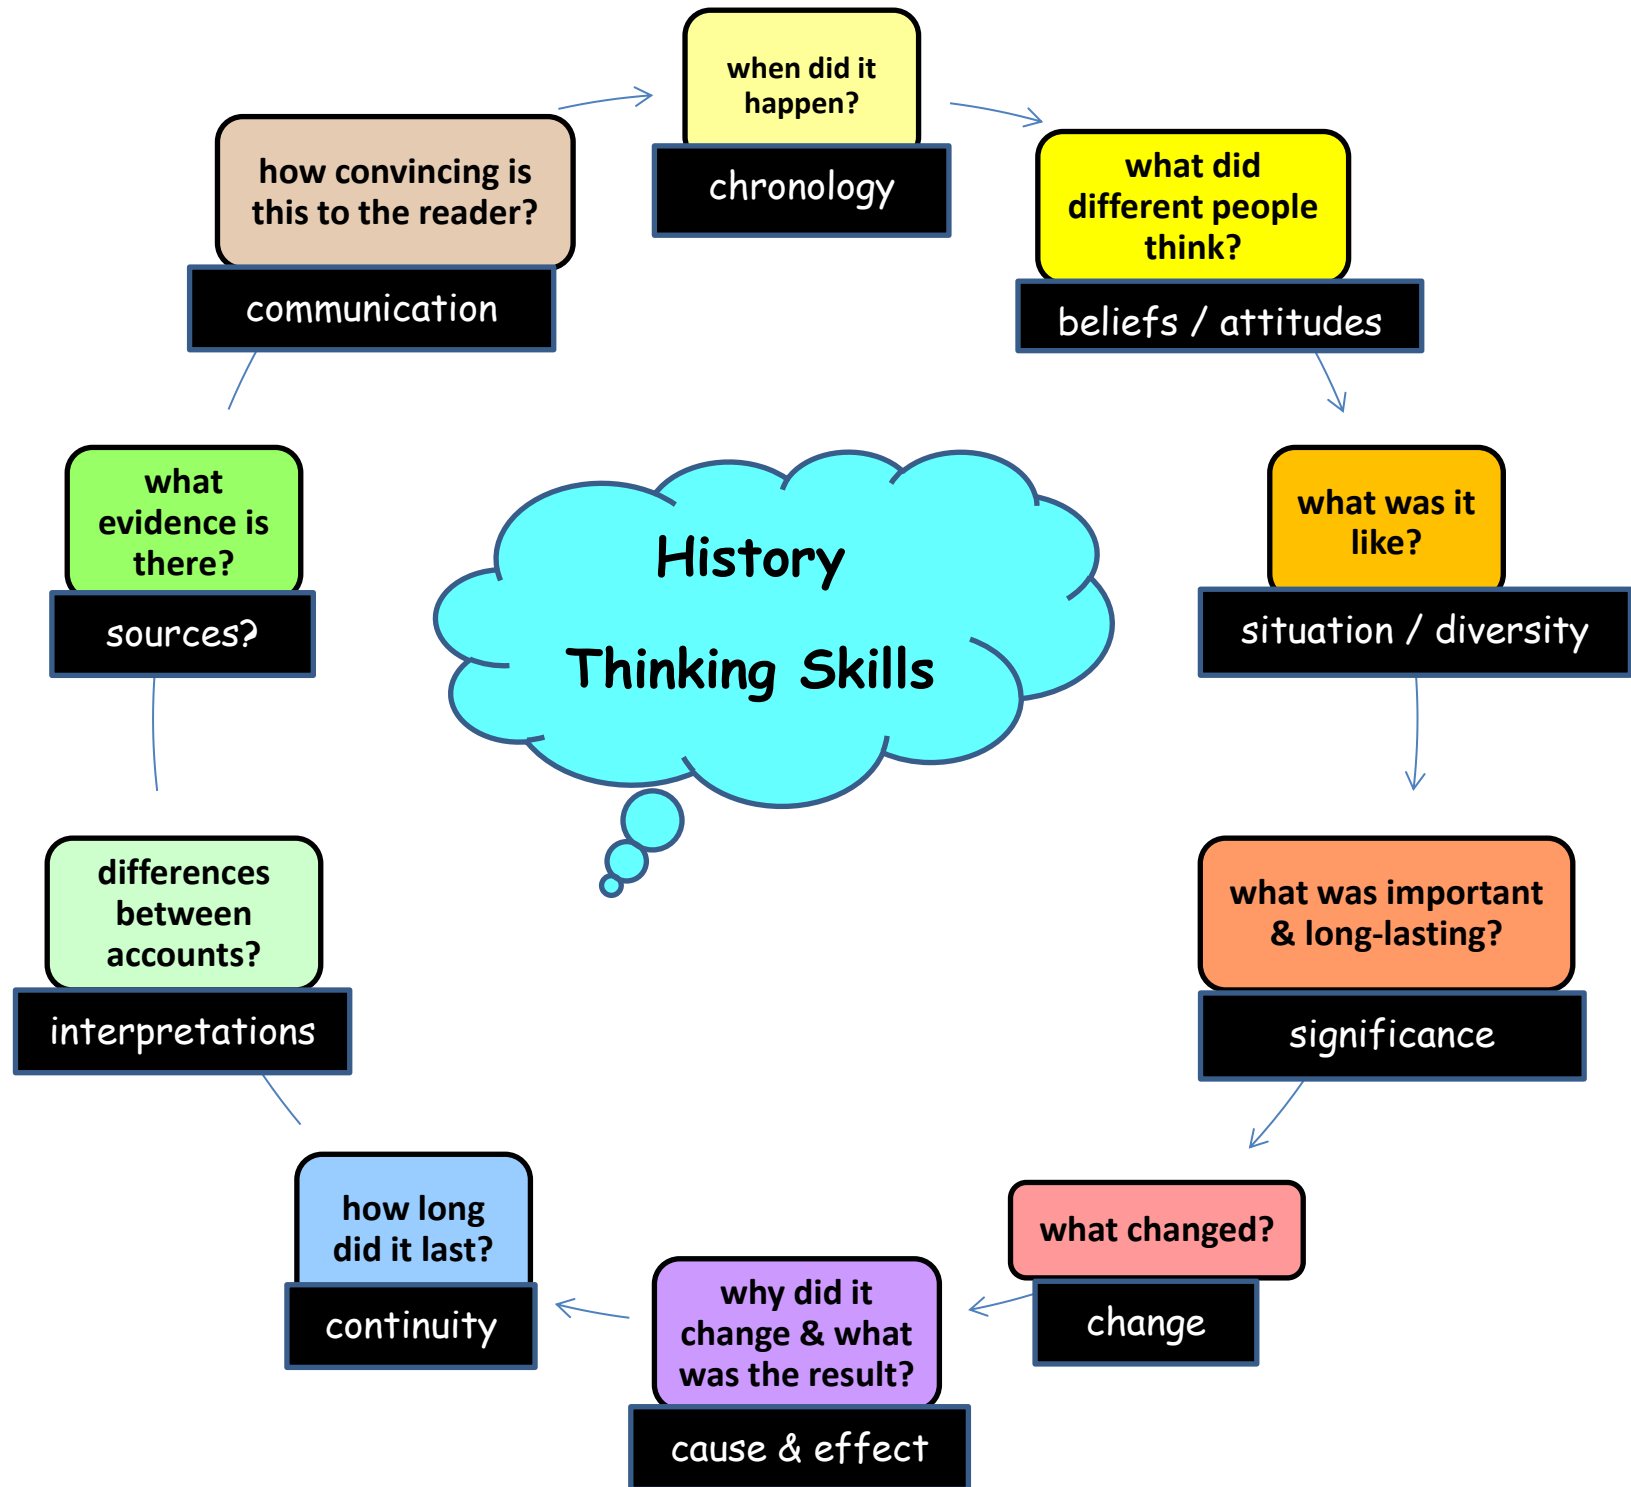 when did it
happen?
chronology
what did
different people
think?
beliefs / attitudes
what was it
like?
situation / diversity
what was important
& long-lasting?
significance
what changed?
change
why did it
change & what
was the result?
cause & effect
how long
did it last?
continuity
differences
between
accounts?
interpretations
what
evidence is
there?
sources?
how convincing is
this to the reader?
communication
History
Thinking Skills